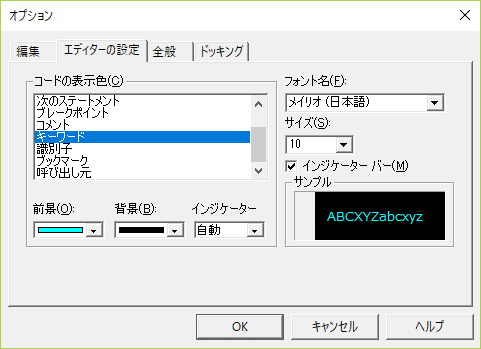 オプション
編集 エディターの設定 全般 ドッキング
コードの表示色(C)
次のステートメント
ブレークポイント
コメント
キーワード
識別子
ブックマーク
呼び出し元
前景(O): 背景(B): インジケーター
自動
フォント名(F):
メイリオ (日本語)
サイズ(S):
10
インジケーター バー(M)
サンプル
ABCXYZabcxyz
OK キャンセル ヘルプ